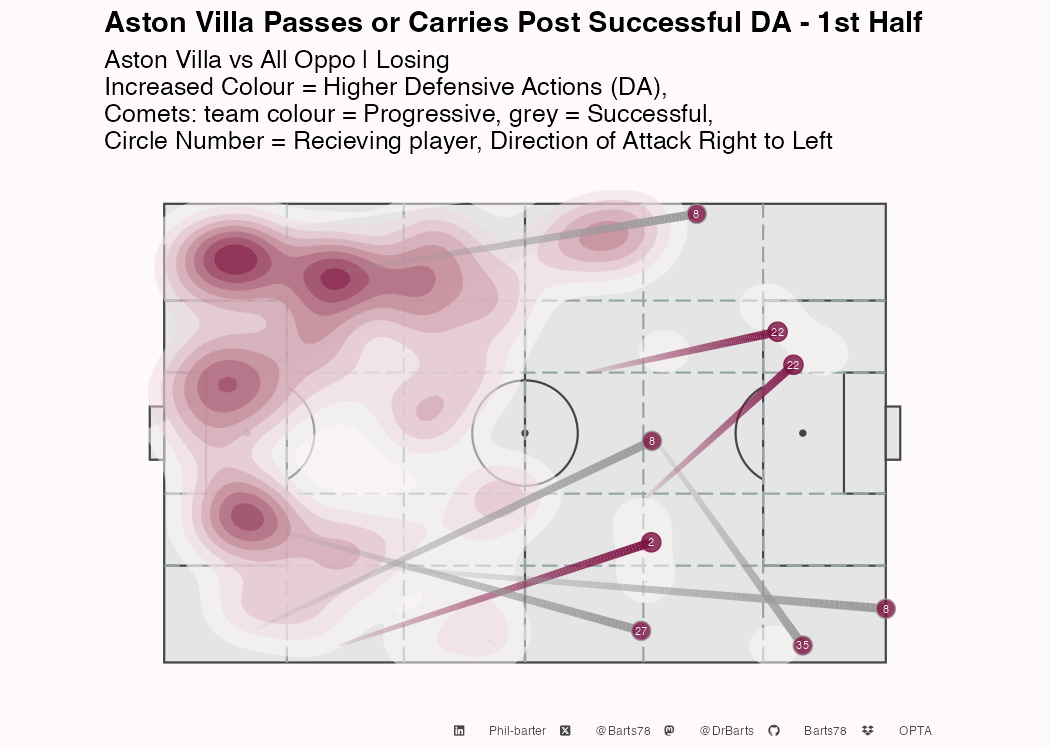 Aston Villa Passes or Carries Post Successful DA - 1st Half
Aston Villa vs All Oppo | Losing
Increased Colour = Higher Defensive Actions (DA),
Comets: team colour = Progressive, grey = Successful,
Circle Number = Recieving player, Direction of Attack Right to Left
8
22
22
8
2
8
27
35
Phil-barter @Barts78 @DrBarts Barts78 OPTA